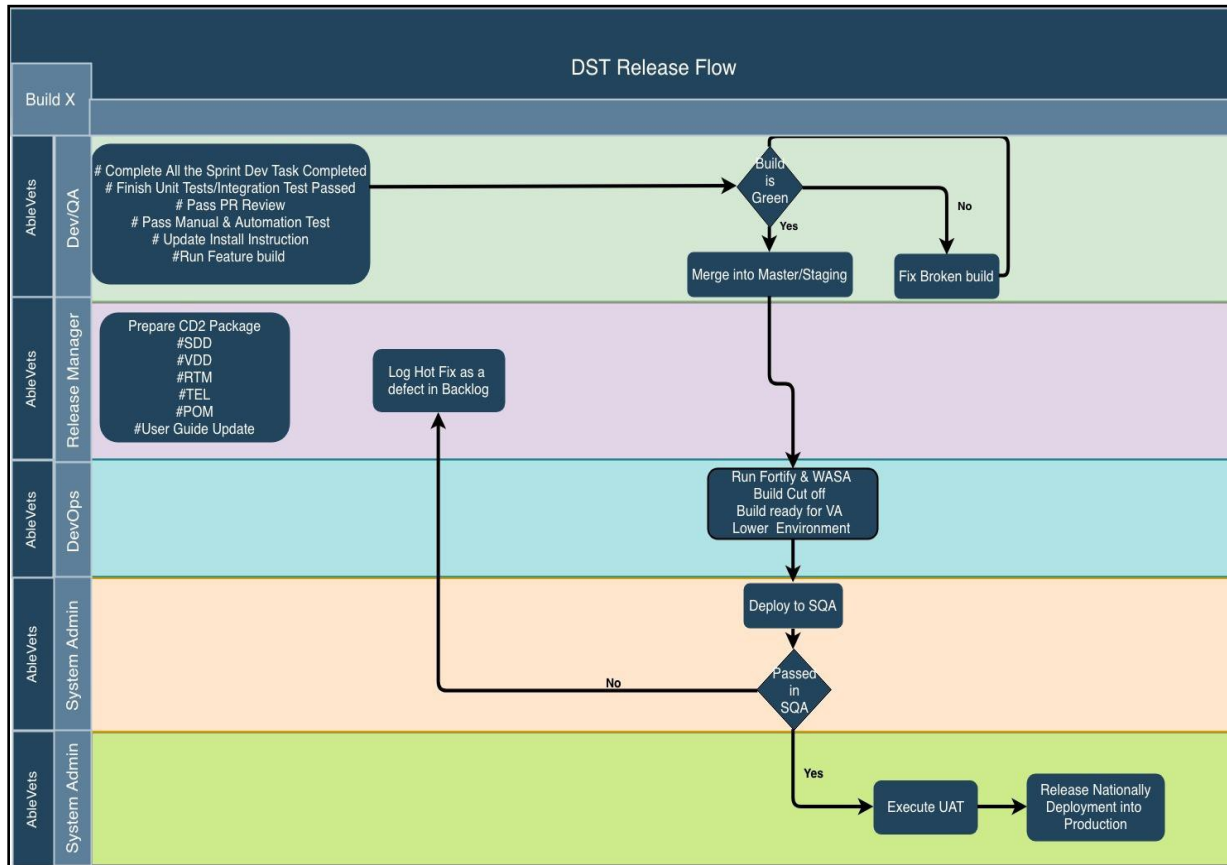 DST Release Flow
Build X
AbleVets
Dev/QA
# Complete All the Sprint Dev Task Completed
# Finish Unit Tests/Integration Test Passed
# Pass PR Review
# Pass Manual & Automation Test
# Update Install Instruction
#Run Feature build
Build
is
Green
No
Yes
Merge into Master/Staging
Fix Broken build
AbleVets
Release Manager
Prepare CD2 Package
#SDD
#VDD
#RTM
#TEL
#POM
#User Guide Update
Log Hot Fix as a
defect in Backlog
AbleVets
DevOps
Run Fortify & WASA
Build Cut off
Build ready for VA
Lower Environment
AbleVets
System Admin
Deploy to SQA
Passed
in
SQA
No
AbleVets
System Admin
Yes
Execute UAT
Release Nationally
Deployment into
Production